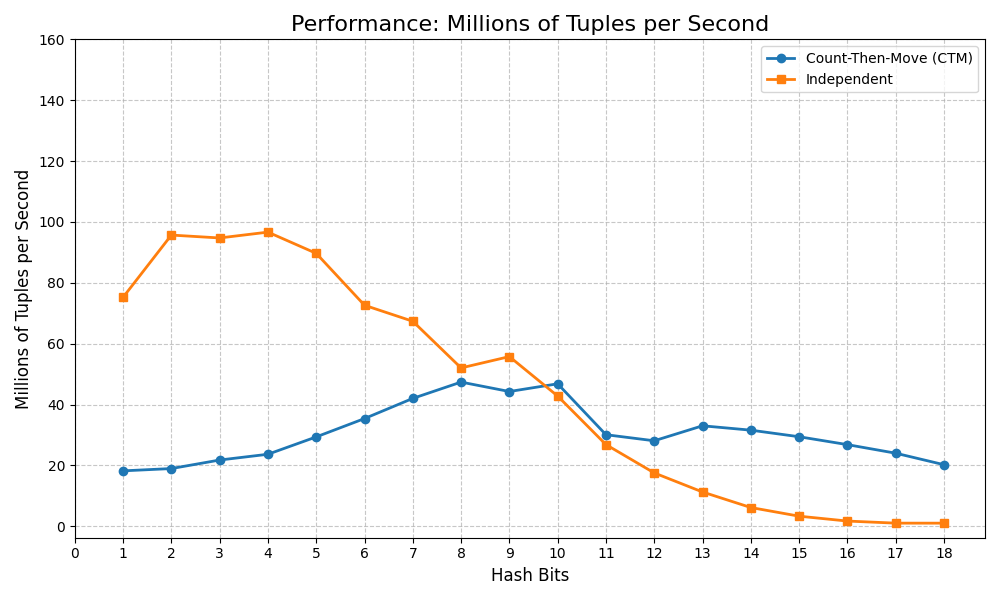 Performance: Millions of Tuples per Second
160
140
120
100
80
60
40
20
0
Millions of Tuples per Second
Count-Then-Move (CTM)
Independent
0 1 2 3 4 5 6 7 8 9 10 11 12 13 14 15 16 17 18
Hash Bits